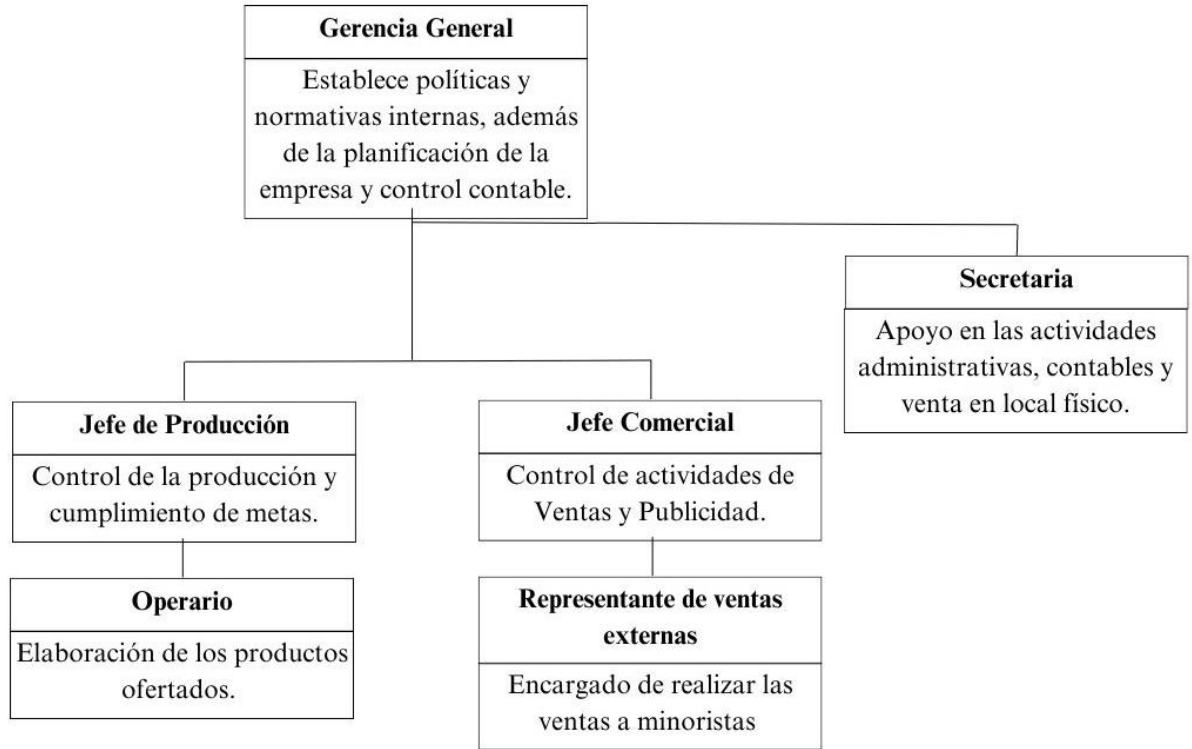 Gerencia General
Establece políticas y
normativas internas, además
de la planificación de la
empresa y control contable.
Secretaria
Apoyo en las actividades
administrativas, contables y
venta en local físico.
Jefe de Producción
Control de la producción y
cumplimiento de metas.
Jefe Comercial
Control de actividades de
Ventas y Publicidad.
Operario
Elaboración de los productos
ofertados.
Representante de ventas
externas
Encargado de realizar las
ventas a minoristas